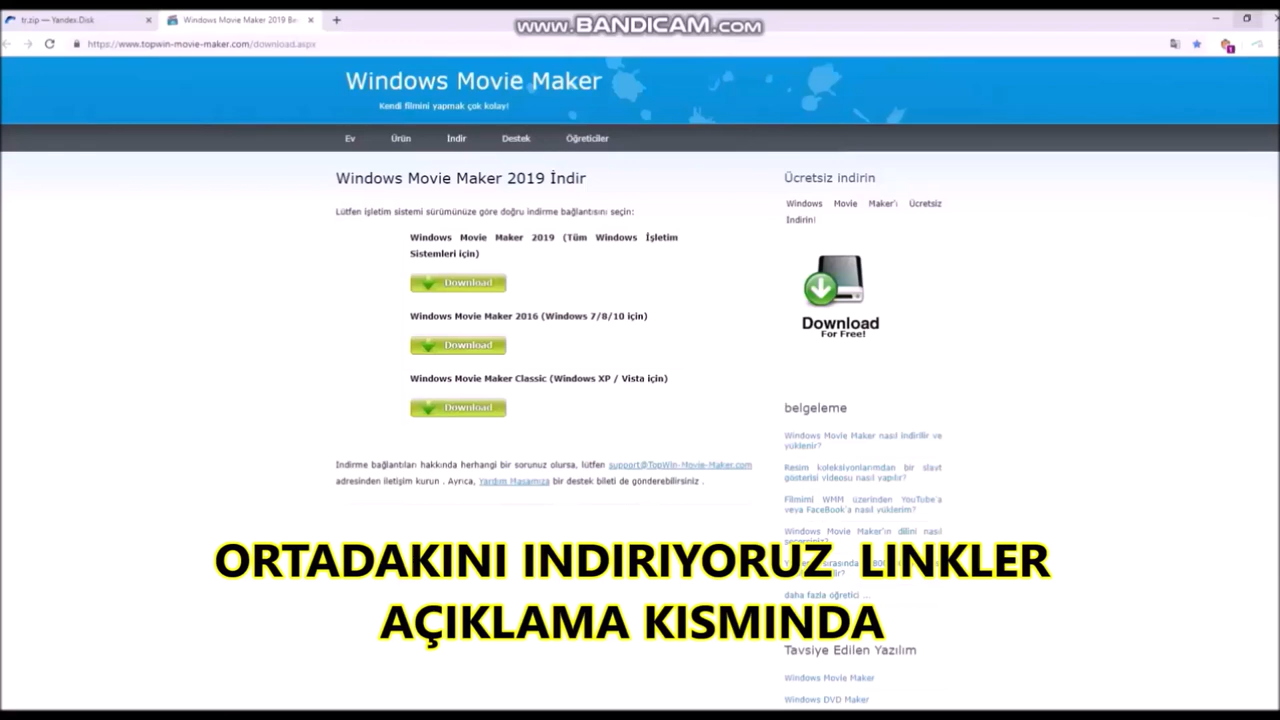 tr.zip — Yandex.Disk
Windows Movie Maker 2019 Be
www.BANDICAM.com
https://www.topwin-movie-maker.com/download.aspx
Windows Movie Maker
Kendi filmini yapmak çok kolay!
Ev Ürün İndir Destek Öğreticiler
Windows Movie Maker 2019 İndir
Lütfen işletim sistemi sürümünüze göre doğru indirme bağlantısını seçin:
Windows Movie Maker 2019 (Tüm Windows İşletim
Sistemleri için)
Download
Windows Movie Maker 2016 (Windows 7/8/10 için)
Download
Windows Movie Maker Classic (Windows XP / Vista için)
Download
İndirme bağlantıları hakkında herhangi bir sorunuz olursa, lütfen support@TopWin-Movie-Maker.com
adresinden iletişim kurun . Ayrıca, Yardım Masamıza bir destek bileti de gönderebilirsiniz .
Ücretsiz indirin
Windows Movie Maker'ı Ücretsiz
İndirin!
Download
For Free!
belgeleme
Windows Movie Maker nasıl indirilir ve
yüklenir?
Resim koleksiyonlarımdan bir slayt
gösterisi videosu nasıl yapılır?
Filmimi WMM üzerinden YouTube'a
veya FaceBook'a nasıl yüklerim?
Windows Movie Maker'ın dilini nasıl
daha fazla öğretici ...
Tavsiye Edilen Yazılım
Windows Movie Maker
Windows DVD Maker
ORTADAKINI INDIRIYORUZ LINKLER
AÇIKLAMA KISMINDA